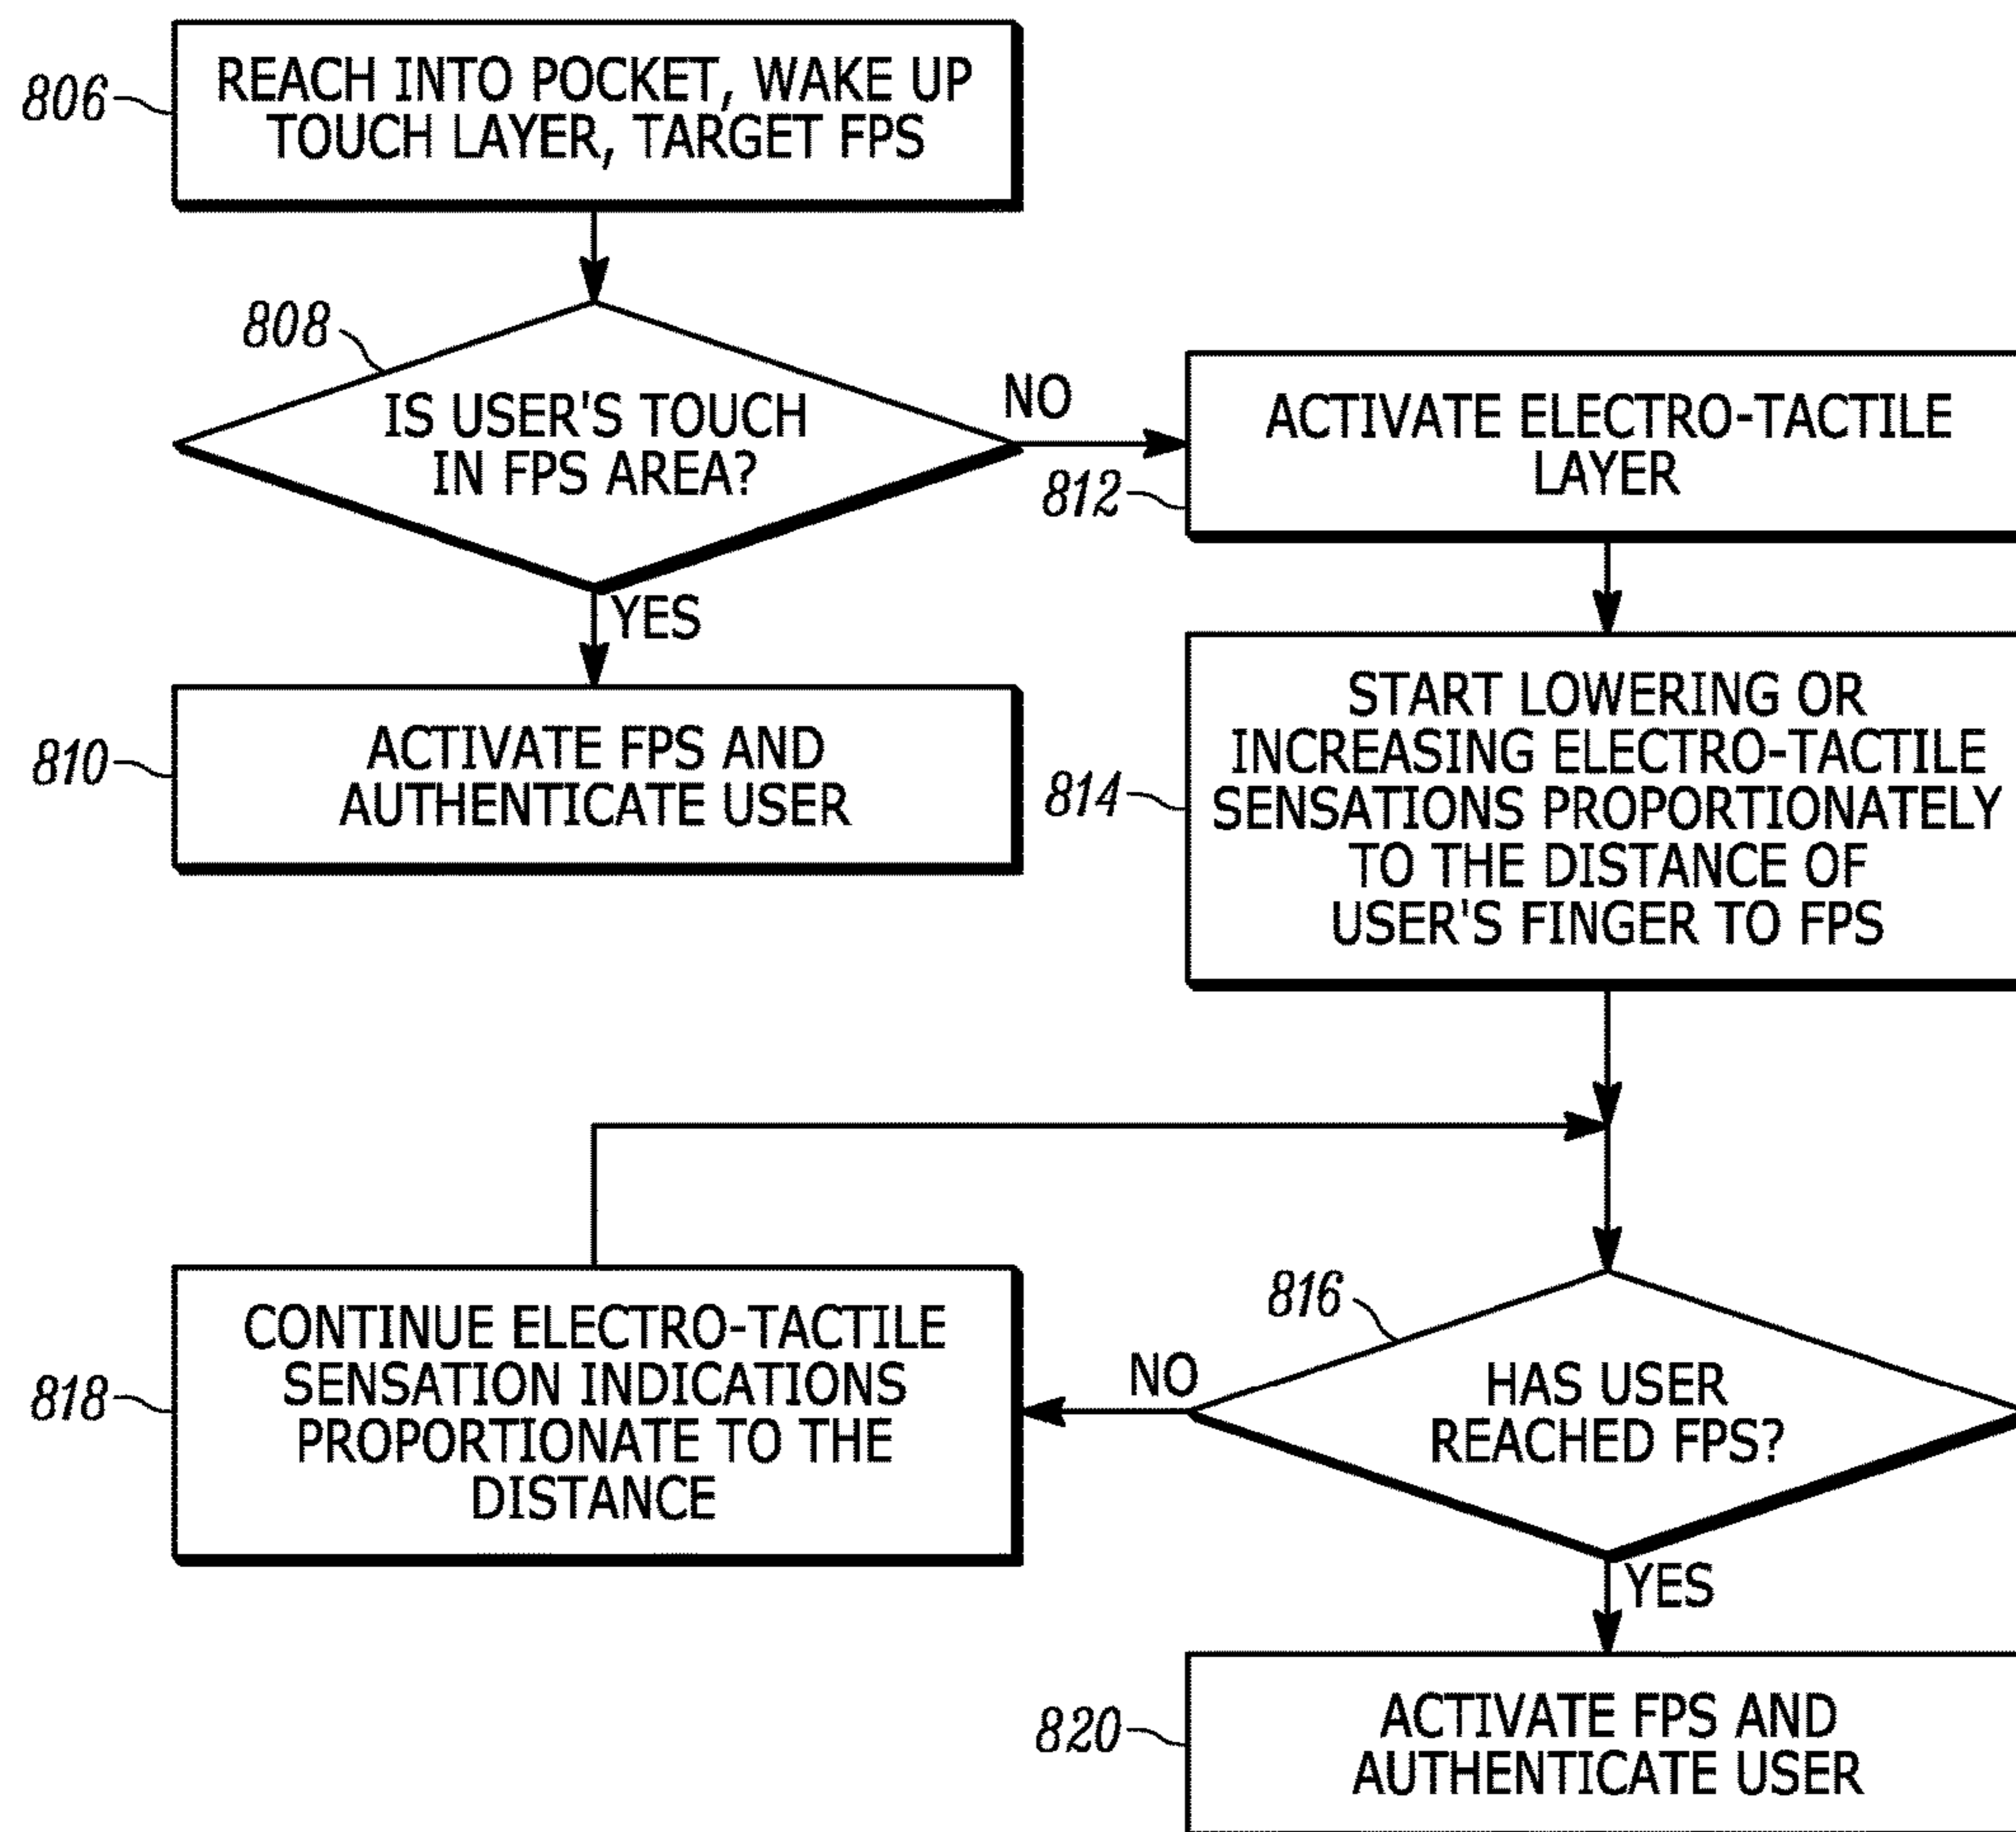 806
REACH INTO POCKET, WAKE UP
TOUCH LAYER, TARGET FPS
808
IS USER'S TOUCH
IN FPS AREA?
NO
YES
810
ACTIVATE FPS AND
AUTHENTICATE USER
812
ACTIVATE ELECTRO-TACTILE
LAYER
814
START LOWERING OR
INCREASING ELECTRO-TACTILE
SENSATIONS PROPORTIONATELY
TO THE DISTANCE OF
USER'S FINGER TO FPS
816
HAS USER
REACHED FPS?
NO
818
CONTINUE ELECTRO-TACTILE
SENSATION INDICATIONS
PROPORTIONATE TO THE
DISTANCE
YES
820
ACTIVATE FPS AND
AUTHENTICATE USER